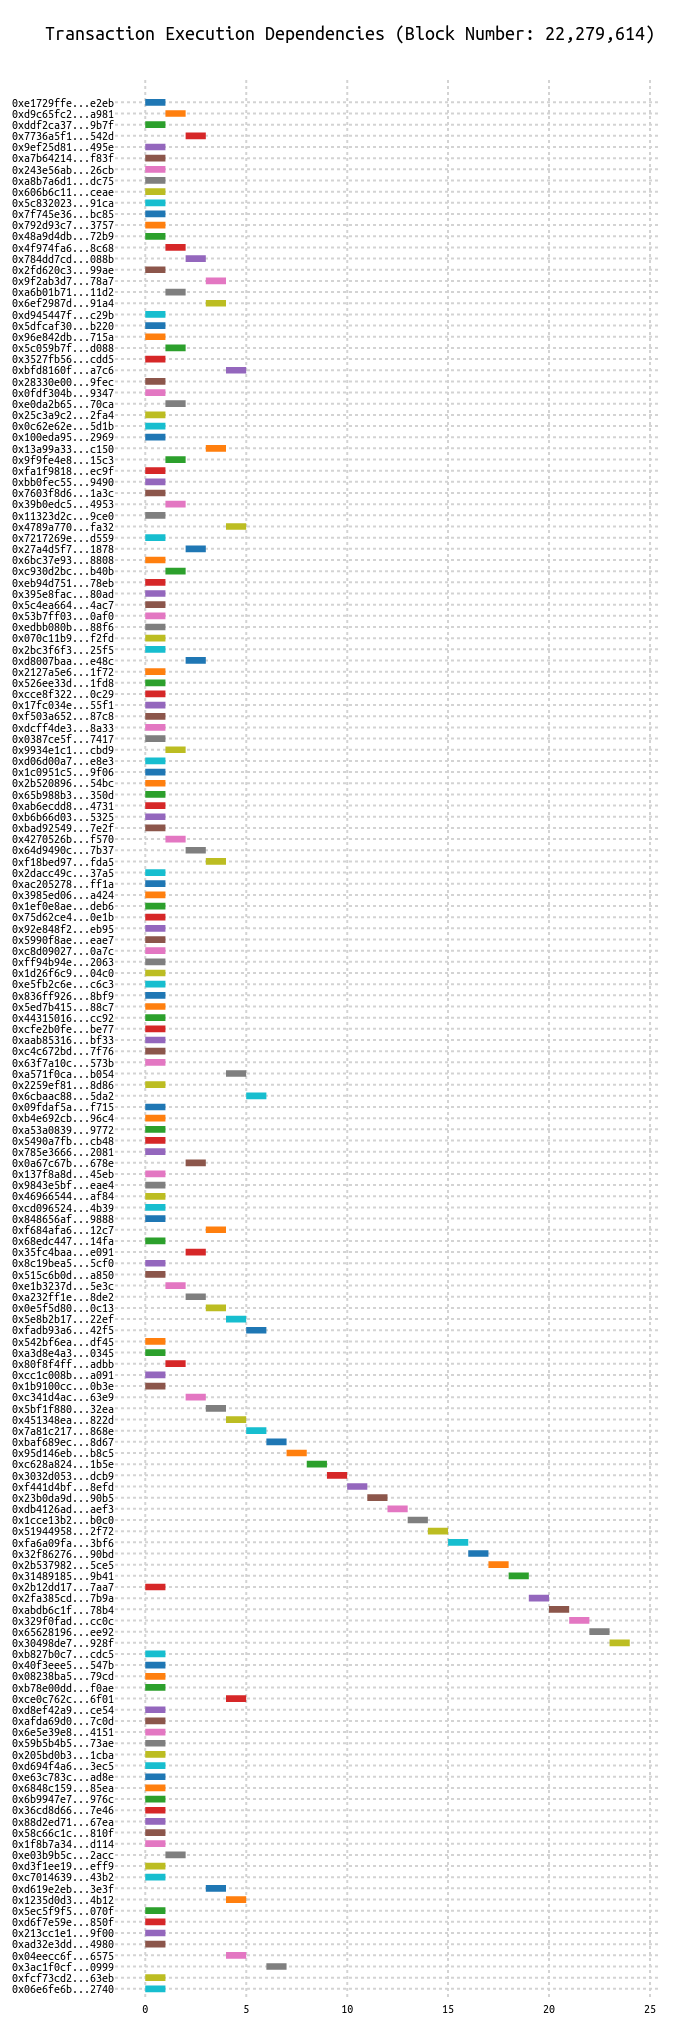 Transaction Execution Dependencies (Block Number: 22,279,614)
0xe1729ffe...e2eb
0xd9c65fc2...a981
0xddf2ca37...9b7f
0x7736a5f1...542d
0x9ef25d81...495e
0xa7b64214...f83f
0x243e56ab...26cb
0xa8b7a6d1...dc75
0x606b6c11...ceae
0x5c832023...91ca
0x7f745e36...bc85
0x792d93c7...3757
0x48a9d4db...72b9
0x4f974fa6...8c68
0x784dd7cd...088b
0x2fd620c3...99ae
0x9f2ab3d7...78a7
0xa6b01b71...11d2
0x6ef2987d...91a4
0xd945447f...c29b
0x5dfcaf30...b220
0x96e842db...715a
0x5c059b7f...d088
0x3527fb56...cdd5
0xbfd8160f...a7c6
0x28330e00...9fec
0x0fdf304b...9347
0xe0da2b65...70ca
0x25c3a9c2...2fa4
0x0c62e62e...5d1b
0x100eda95...2969
0x13a99a33...c150
0x9f9fe4e8...15c3
0xfa1f9818...ec9f
0xbb0fec55...9490
0x7603f8d6...1a3c
0x39b0edc5...4953
0x11323d2c...9ce0
0x4789a770...fa32
0x7217269e...d559
0x27a4d5f7...1878
0x6bc37e93...8808
0xc930d2bc...b40b
0xeb94d751...78eb
0x395e8fac...80ad
0x5c4ea664...4ac7
0x53b7ff03...0af0
0xedbb080b...88f6
0x070c11b9...f2fd
0x2bc3f6f3...25f5
0xd8007baa...e48c
0x2127a5e6...1f72
0x526ee33d...1fd8
0xcce8f322...0c29
0x17fc034e...55f1
0xf503a652...87c8
0xdcff4de3...8a33
0x0387ce5f...7417
0x9934e1c1...cbd9
0xd06d00a7...e8e3
0x1c0951c5...9f06
0x2b520896...54bc
0x65b988b3...350d
0xab6ecdd8...4731
0xb6b66d03...5325
0xbad92549...7e2f
0x4270526b...f570
0x64d9490c...7b37
0xf18bed97...fda5
0x2dacc49c...37a5
0xac205278...ff1a
0x3985ed06...a424
0x1ef0e8ae...deb6
0x75d62ce4...0e1b
0x92e848f2...eb95
0x5990f8ae...eae7
0xc8d09027...0a7c
0xff94b94e...2063
0x1d26f6c9...04c0
0xe5fb2c6e...c6c3
0x836ff926...8bf9
0x5ed7b415...88c7
0x44315016...cc92
0xcfe2b0fe...be77
0xaab85316...bf33
0xc4c672bd...7f76
0x63f7a10c...573b
0xa571f0ca...b054
0x2259ef81...8d86
0x6cbaac88...5da2
0x09fdaf5a...f715
0xb4e692cb...96c4
0xa53a0839...9772
0x5490a7fb...cb48
0x785e3666...2081
0x0a67c67b...678e
0x137f8a8d...45eb
0x9843e5bf...eae4
0x46966544...af84
0xcd096524...4b39
0x848656af...9888
0xf684afa6...12c7
0x68edc447...14fa
0x35fc4baa...e091
0x8c19bea5...5cf0
0x515c6b0d...a850
0xe1b3237d...5e3c
0xa232ff1e...8de2
0x0e5f5d80...0c13
0x5e8b2b17...22ef
0xfadb93a6...42f5
0x542bf6ea...df45
0xa3d8e4a3...0345
0x80f8f4ff...adbb
0xcc1c008b...a091
0x1b9100cc...0b3e
0xc341d4ac...63e9
0x5bf1f880...32ea
0x451348ea...822d
0x7a81c217...868e
0xbaf689ec...8d67
0x95d146eb...b8c5
0xc628a824...1b5e
0x3032d053...dcb9
0xf441d4bf...8efd
0x23b0da9d...90b5
0xdb4126ad...aef3
0x1cce13b2...b0c0
0x51944958...2f72
0xfa6a09fa...3bf6
0x32f86276...90bd
0x2b537982...5ce5
0x31489185...9b41
0x2b12dd17...7aa7
0x2fa385cd...7b9a
0xabdb6c1f...78b4
0x329f0fad...cc0c
0x65628196...ee92
0x30498de7...928f
0xb827b0c7...cdc5
0x40f3eee5...547b
0x08238ba5...79cd
0xb78e00dd...f0ae
0xce0c762c...6f01
0xd8ef42a9...ce54
0xafda69d0...7c0d
0x6e5e39e8...4151
0x59b5b4b5...73ae
0x205bd0b3...1cba
0xd694f4a6...3ec5
0xe63c783c...ad8e
0x6848c159...85ea
0x6b9947e7...976c
0x36cd8d66...7e46
0x88d2ed71...67ea
0x58c66c1c...810f
0x1f8b7a34...d114
0xe03b9b5c...2acc
0xd3f1ee19...eff9
0xc7014639...43b2
0xd619e2eb...3e3f
0x1235d0d3...4b12
0x5ec5f9f5...070f
0xd6f7e59e...850f
0x213cc1e1...9f00
0xad32e3dd...4980
0x04eecc6f...6575
0x3ac1f0cf...0999
0xfcf73cd2...63eb
0x06e6fe6b...2740
0 5 10 15 20 25